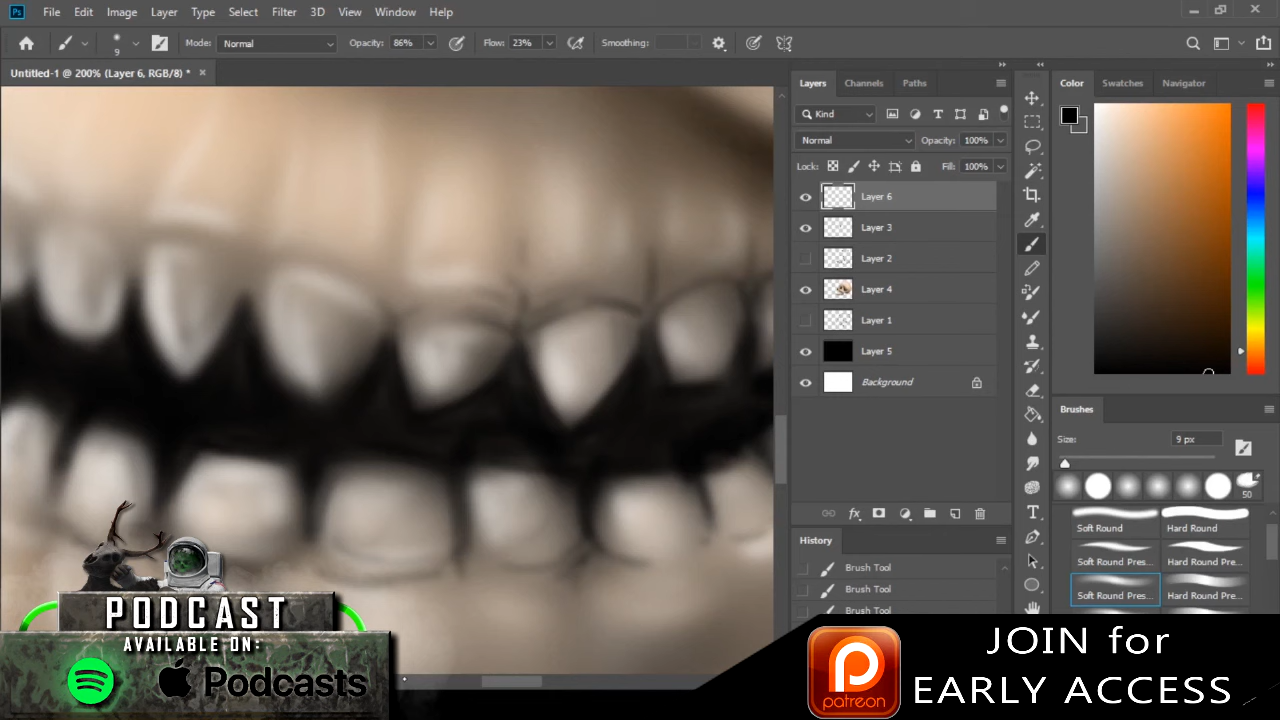 Ps File Edit Image Layer Type Select Filter 3D View Window Help
9 Mode: Normal Opacity: 86% Flow: 23% Smoothing:
Untitled-1 @ 200% (Layer 6, RGB/8) *
Layers Channels Paths
Kind
Normal Opacity: 100%
Lock: Fill: 100%
Layer 6
Layer 3
Layer 2
Layer 4
Layer 1
Layer 5
Background
fx
History
Brush Tool
Brush Tool
Brush Tool
Color Swatches Navigator
Brushes
Size: 9 px
50
Soft Round Hard Round
Soft Round Pres... Hard Round Pre...
Soft Round Pres... Hard Round Pre...
PODCAST
AVAILABLE ON:
Podcasts
patreon
JOIN for
EARLY ACCESS